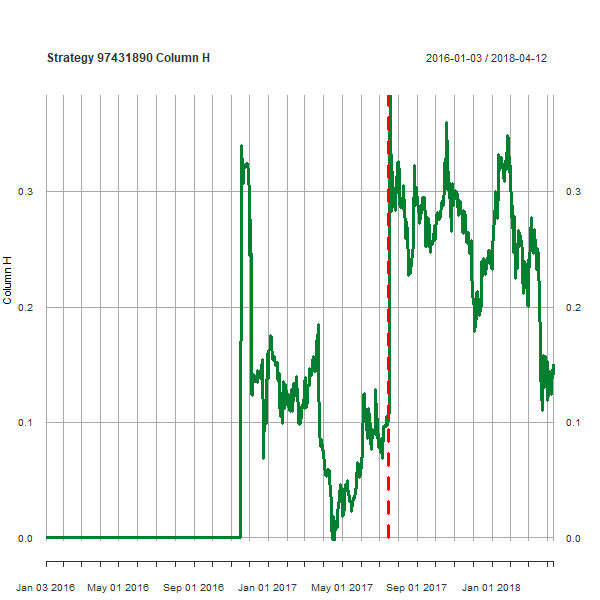 Strategy 97431890 Column H
2016-01-03 / 2018-04-12
Column H
0.3 0.3
0.2 0.2
0.1 0.1
0.0 0.0
Jan 03 2016 May 01 2016 Sep 01 2016 Jan 01 2017 May 01 2017 Sep 01 2017 Jan 01 2018